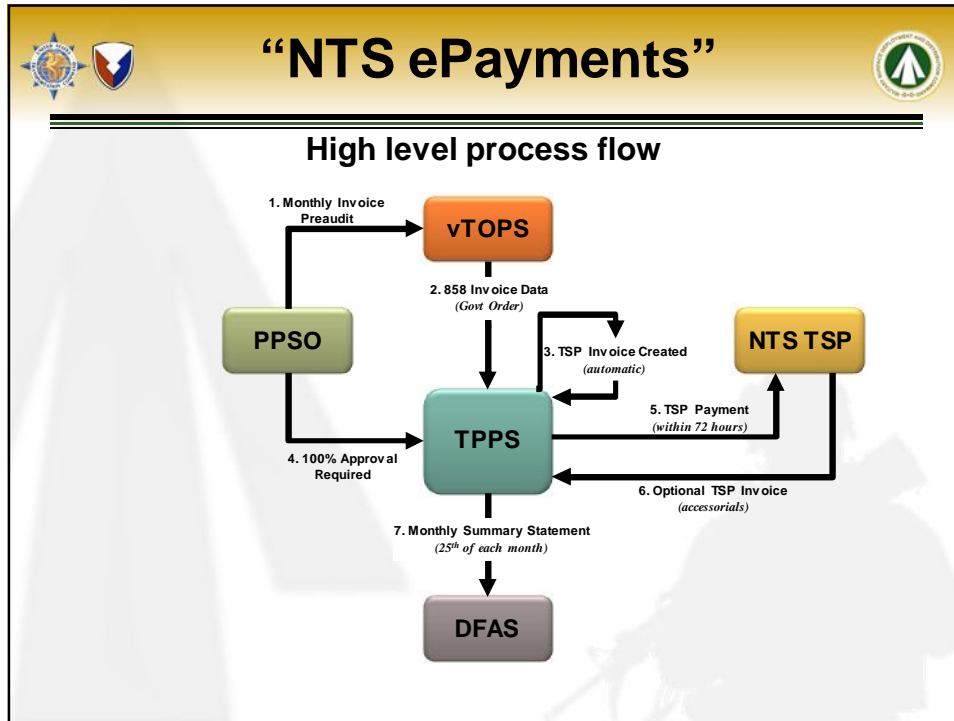 “NTS ePayments”
High level process flow
1. Monthly Invoice
Preaudit
vTOPS
2. 858 Invoice Data
(Govt Order)
PPSO
3. TSP Invoice Created
(automatic)
NTS TSP
TPPS
5. TSP Payment
(within 72 hours)
4. 100% Approval
Required
6. Optional TSP Invoice
(accessorials)
7. Monthly Summary Statement
(25th of each month)
DFAS